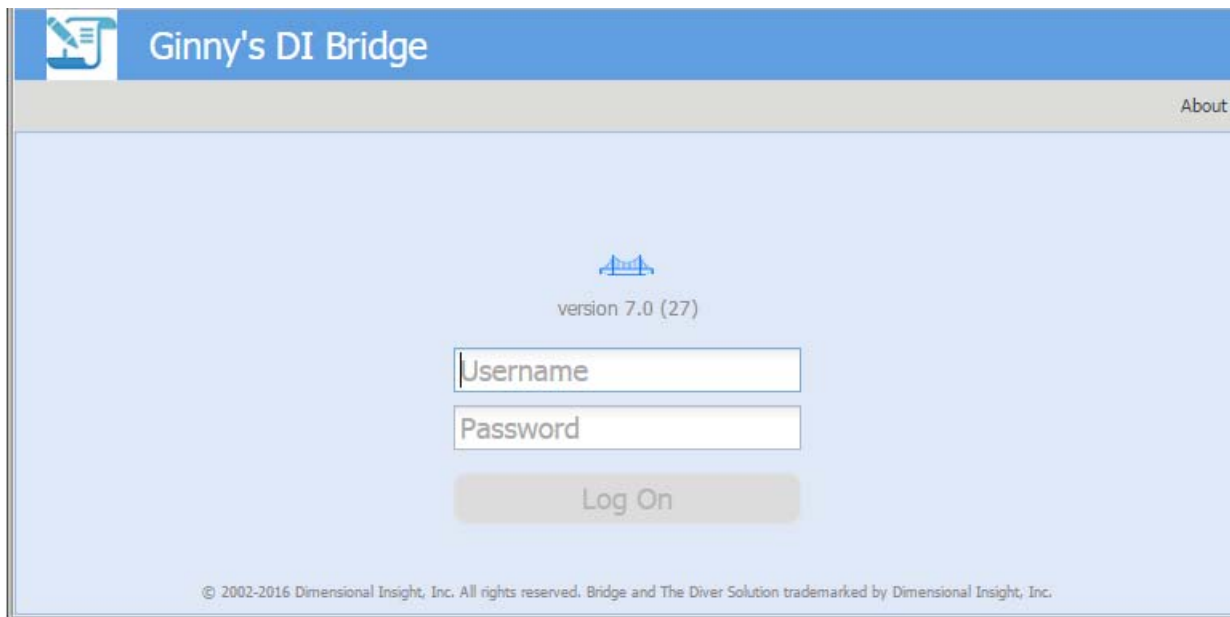 Ginny's DI Bridge
About
version 7.0 (27)
Username
Password
Log On
© 2002-2016 Dimensional Insight, Inc. All rights reserved. Bridge and The Diver Solution trademarked by Dimensional Insight, Inc.